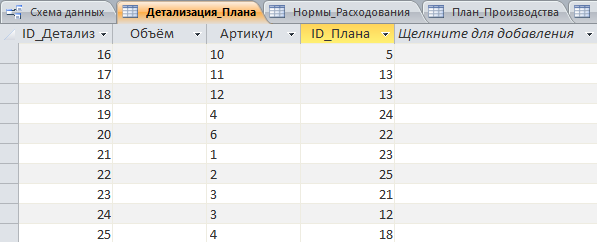 Схема данных Детализация_Плана Нормы_Расходования План_Производства
ID_Детализ Объём Артикул ID_Плана Щелкните для добавления
16 10 5
17 11 13
18 12 13
19 4 24
20 6 22
21 1 23
22 2 25
23 3 21
24 3 12
25 4 18